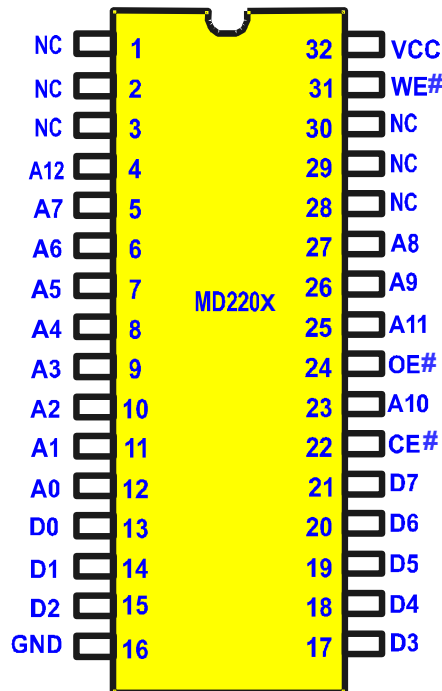 NC 1 32 VCC
NC 2 31 WE#
NC 3 30 NC
A12 4 29 NC
A7 5 28 NC
A6 6 27 A8
A5 7 26 A9
MD220X
A4 8 25 A11
A3 9 24 OE#
A2 10 23 A10
A1 11 22 CE#
A0 12 21 D7
D0 13 20 D6
D1 14 19 D5
D2 15 18 D4
GND 16 17 D3